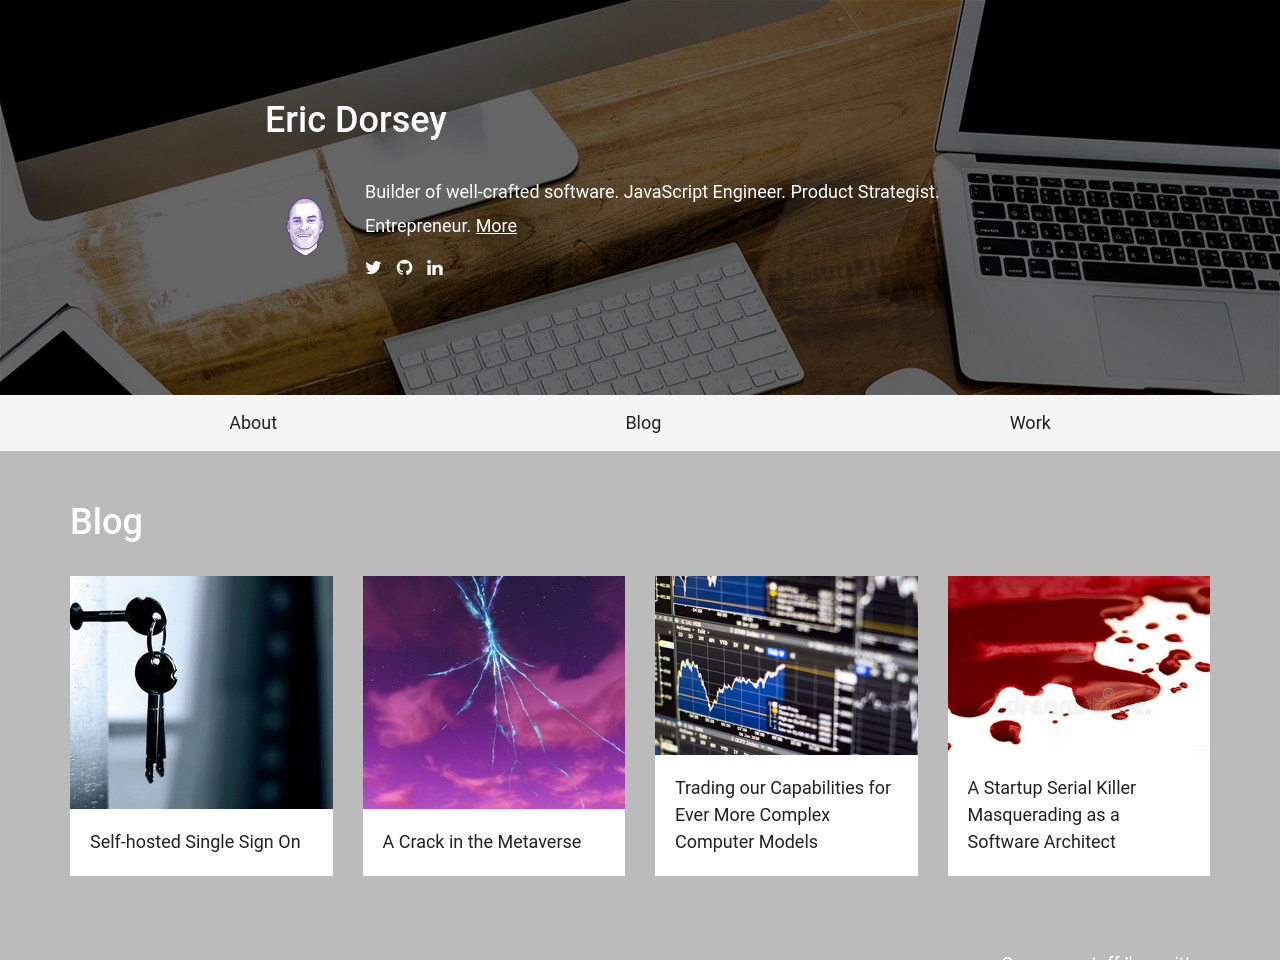 Eric Dorsey
Builder of well-crafted software. JavaScript Engineer. Product Strategist.
Entrepreneur. More
About
Blog
Work
Blog
Self-hosted Single Sign On
A Crack in the Metaverse
Trading our Capabilities for
Ever More Complex
Computer Models
A Startup Serial Killer
Masquerading as a
Software Architect